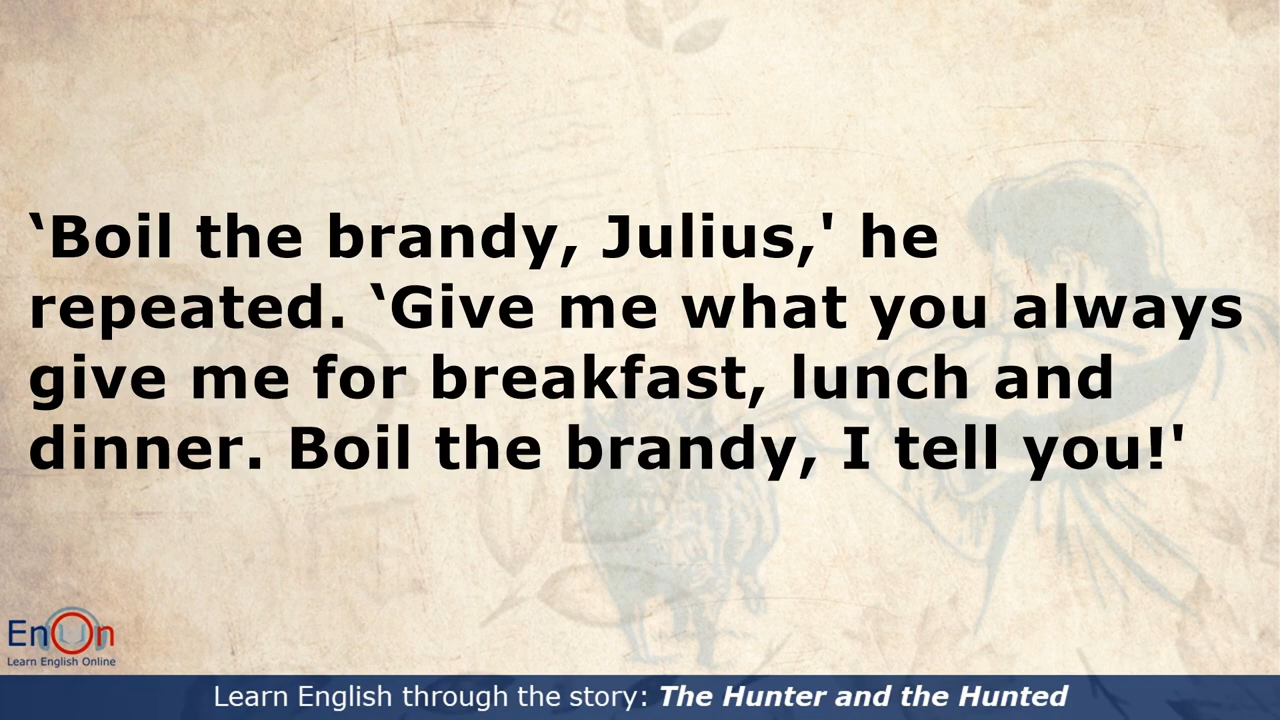 ‘Boil the brandy, Julius,' he
repeated. ‘Give me what you always
give me for breakfast, lunch and
dinner. Boil the brandy, I tell you!'
EnOn
Learn English Online
Learn English through the story: The Hunter and the Hunted